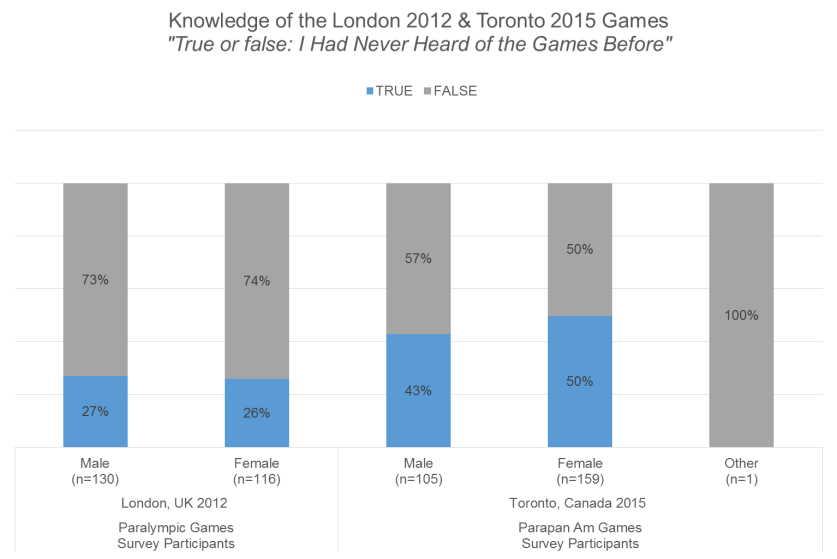 Knowledge of the London 2012 & Toronto 2015 Games
"True or false: I Had Never Heard of the Games Before"
TRUE FALSE
73% 74% 57% 50% 100%
27% 26% 43% 50%
Male Female Male Female Other
(n=130) (n=116) (n=105) (n=159) (n=1)
London, UK 2012 Toronto, Canada 2015
Paralympic Games Parapan Am Games
Survey Participants Survey Participants